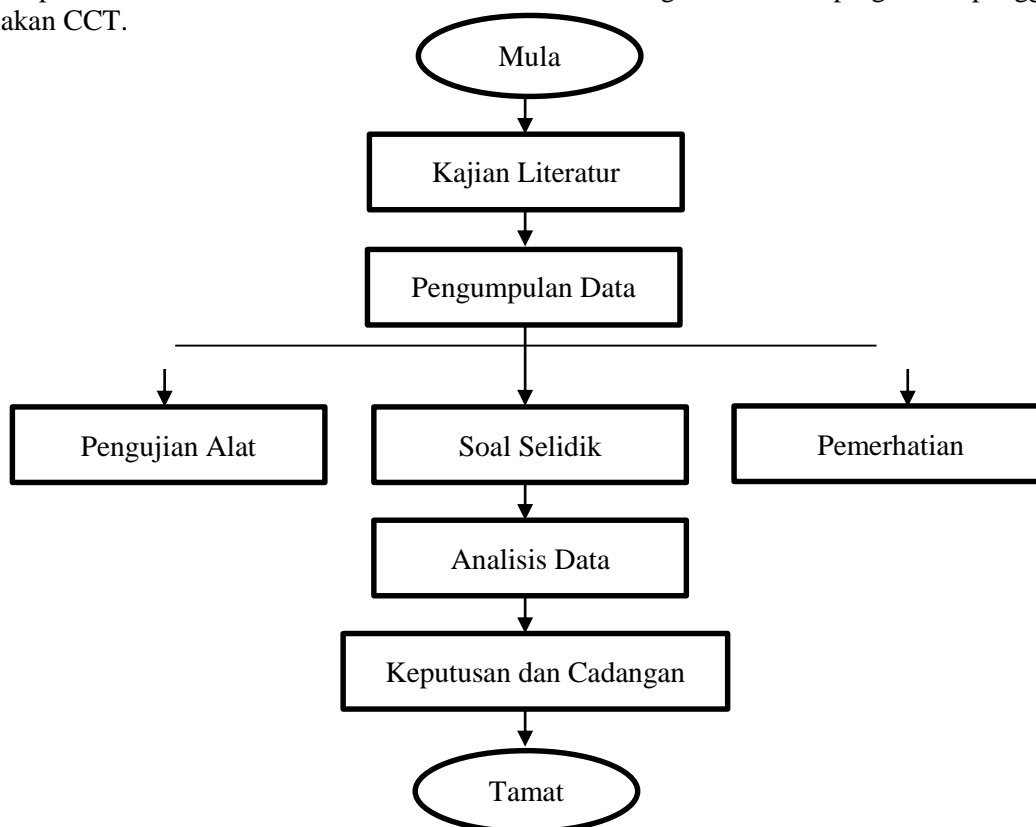 akan CCT.
Mula
Kajian Literatur
Pengumpulan Data
Pengujian Alat
Soal Selidik
Pemerhatian
Analisis Data
Keputusan dan Cadangan
Tamat